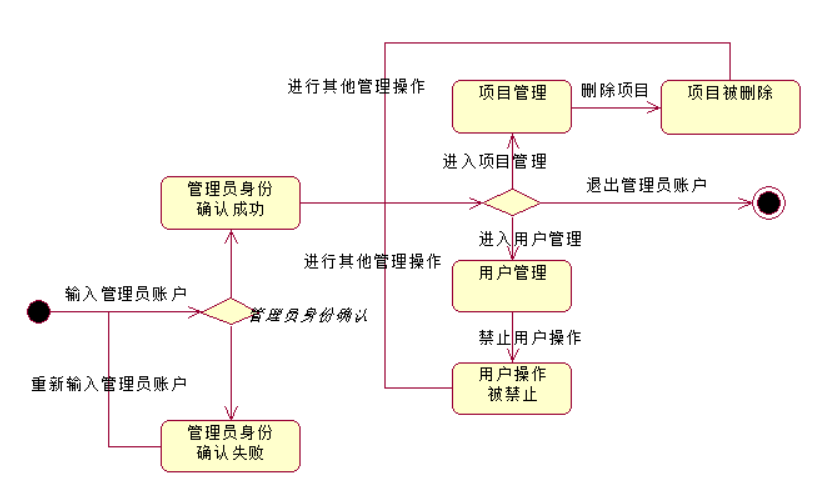 进行其他管理操作
项目管理
删除项目
项目被删除
进入项目管理
管理员身份
确认成功
退出管理员账户
进入用户管理
进行其他管理操作
用户管理
输入管理员账户
管理员身份确认
禁止用户操作
重新输入管理员账户
用户操作
被禁止
管理员身份
确认失败